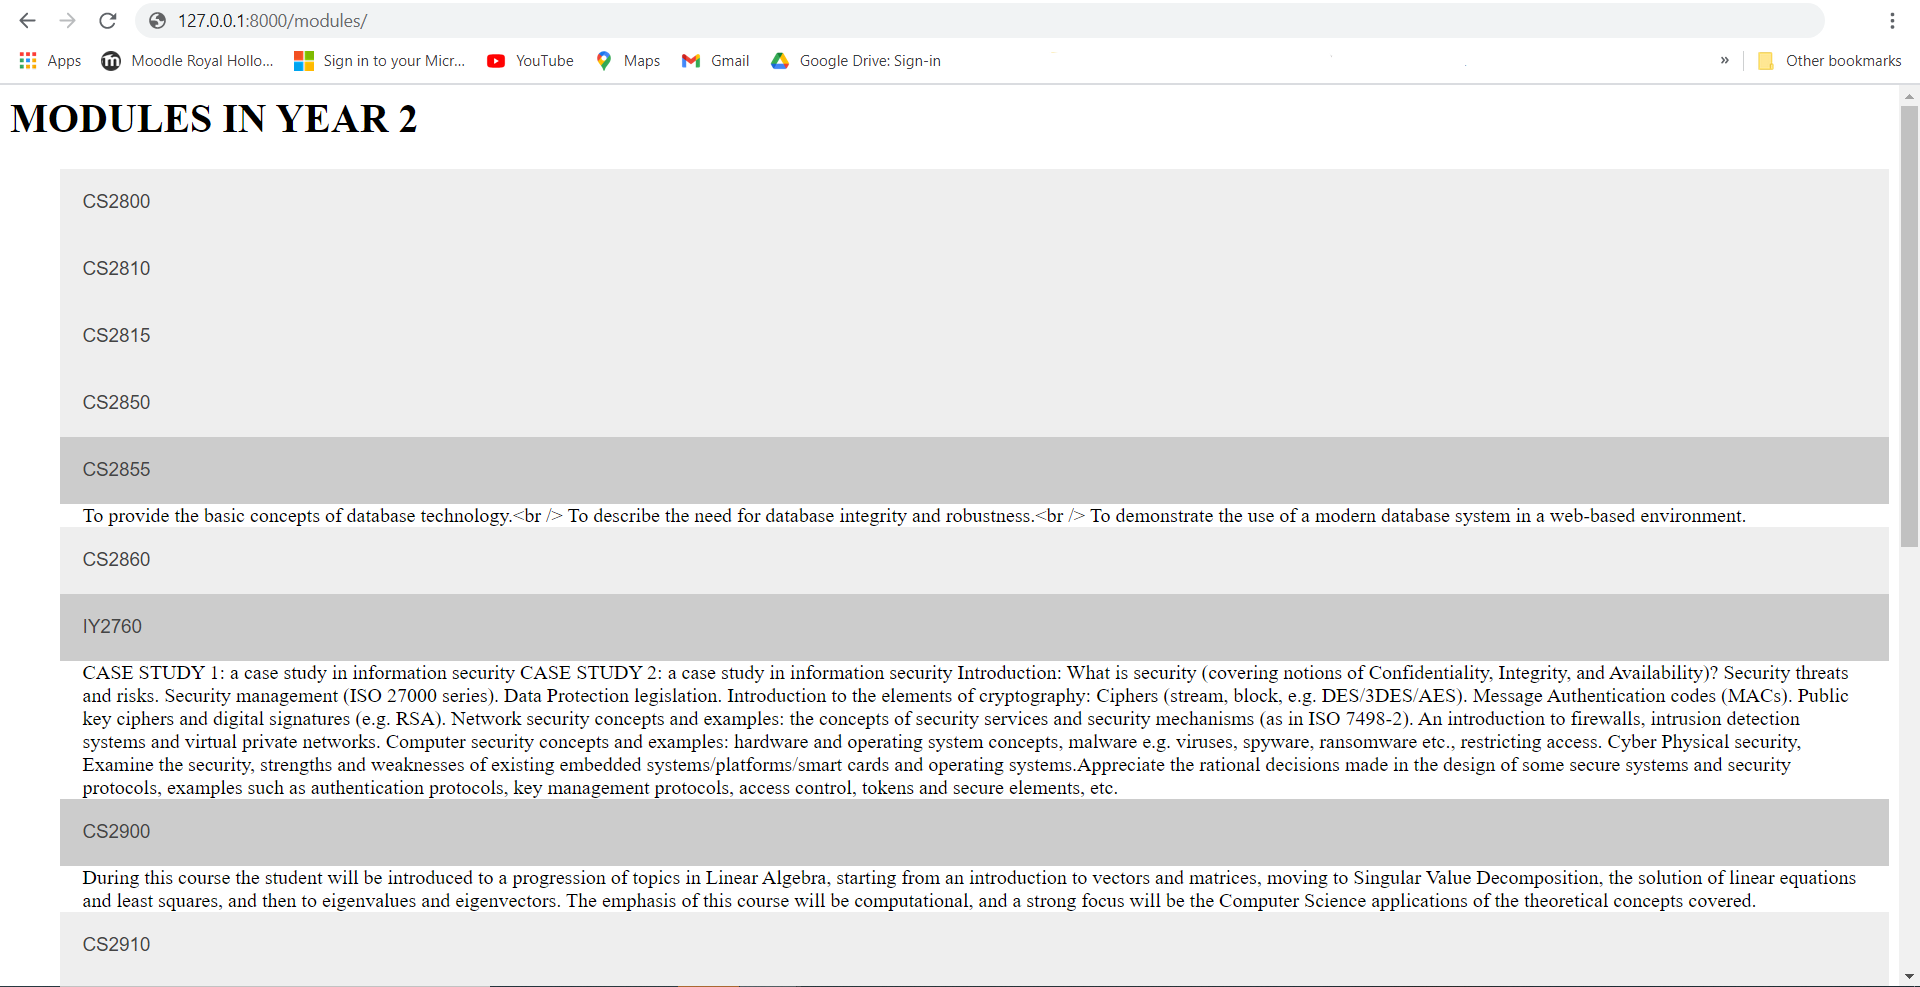 127.0.0.1:8000/modules/
Apps m Moodle Royal Hollo... Sign in to your Micr... YouTube Maps Gmail Google Drive: Sign-in » Other bookmarks
MODULES IN YEAR 2
CS2800
CS2810
CS2815
CS2850
CS2855
To provide the basic concepts of database technology.<br /> To describe the need for database integrity and robustness.<br /> To demonstrate the use of a modern database system in a web-based environment.
CS2860
IY2760
CASE STUDY 1: a case study in information security CASE STUDY 2: a case study in information security Introduction: What is security (covering notions of Confidentiality, Integrity, and Availability)? Security threats
and risks. Security management (ISO 27000 series). Data Protection legislation. Introduction to the elements of cryptography: Ciphers (stream, block, e.g. DES/3DES/AES). Message Authentication codes (MACs). Public
key ciphers and digital signatures (e.g. RSA). Network security concepts and examples: the concepts of security services and security mechanisms (as in ISO 7498-2). An introduction to firewalls, intrusion detection
systems and virtual private networks. Computer security concepts and examples: hardware and operating system concepts, malware e.g. viruses, spyware, ransomware etc., restricting access. Cyber Physical security,
Examine the security, strengths and weaknesses of existing embedded systems/platforms/smart cards and operating systems.Appreciate the rational decisions made in the design of some secure systems and security
protocols, examples such as authentication protocols, key management protocols, access control, tokens and secure elements, etc.
CS2900
During this course the student will be introduced to a progression of topics in Linear Algebra, starting from an introduction to vectors and matrices, moving to Singular Value Decomposition, the solution of linear equations
and least squares, and then to eigenvalues and eigenvectors. The emphasis of this course will be computational, and a strong focus will be the Computer Science applications of the theoretical concepts covered.
CS2910